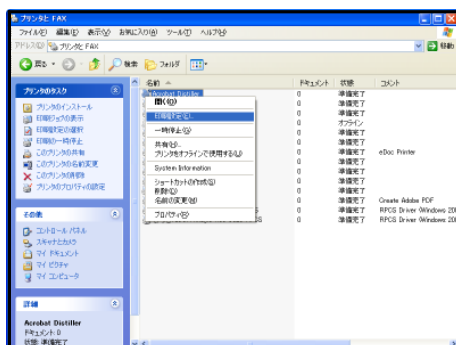 プリンタと FAX
ファイル(F) 編集(E) 表示(V) お気に入り(A) ツール(T) ヘルプ(H)
アドレス(D) プリンタと FAX 移動
戻る 検索 フォルダ
プリンタのタスク
プリンタのインストール
印刷ジョブの表示
印刷設定の選択
印刷の一時停止
このプリンタの共有
このプリンタの名前変更
このプリンタの削除
プリンタのプロパティの設定
その他
コントロール パネル
スキャナとカメラ
マイ ドキュメント
マイ ピクチャ
マイ コンピュータ
詳細
Acrobat Distiller
ドキュメント: 0
状態: 準備完了
名前 ドキュメント 状態 コメント
Acrobat Distiller 0 準備完了
開く(O)
印刷設定(E)...
一時停止(G)
共有(H)...
プリンタをオフラインで使用する(U)
System Information
ショートカットの作成(S)
削除(D)
名前の変更(M)
プロパティ(R)
0 準備完了
0 準備完了
0 オフライン
0 準備完了
0 準備完了
0 準備完了 eDoc Printer
0 準備完了
0 準備完了
0 準備完了
0 準備完了 Create Adobe PDF
0 準備完了 RPCS Driver (Windows 200
0 準備完了 RPCS Driver (Windows 200